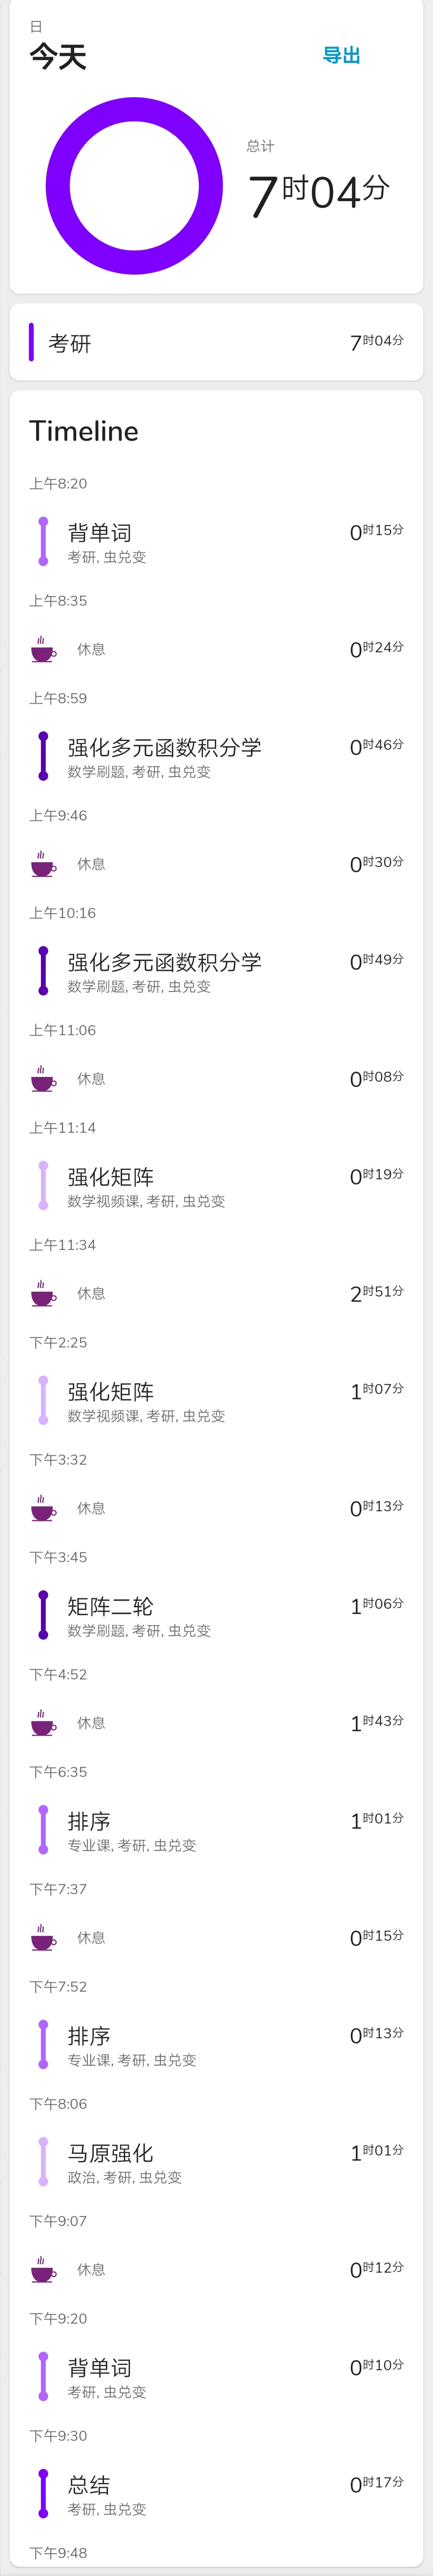 日
今天
导出
总计
7时04分
考研
7时04分
Timeline
上午8:20
背单词
0时15分
考研, 虫兑变
上午8:35
休息
0时24分
上午8:59
强化多元函数积分学
0时46分
数学刷题, 考研, 虫兑变
上午9:46
休息
0时30分
上午10:16
强化多元函数积分学
0时49分
数学刷题, 考研, 虫兑变
上午11:06
休息
0时08分
上午11:14
强化矩阵
0时19分
数学视频课, 考研, 虫兑变
上午11:34
休息
2时51分
下午2:25
强化矩阵
1时07分
数学视频课, 考研, 虫兑变
下午3:32
休息
0时13分
下午3:45
矩阵二轮
1时06分
数学刷题, 考研, 虫兑变
下午4:52
休息
1时43分
下午6:35
排序
1时01分
专业课, 考研, 虫兑变
下午7:37
休息
0时15分
下午7:52
排序
0时13分
专业课, 考研, 虫兑变
下午8:06
马原强化
1时01分
政治, 考研, 虫兑变
下午9:07
休息
0时12分
下午9:20
背单词
0时10分
考研, 虫兑变
下午9:30
总结
0时17分
考研, 虫兑变
下午9:48